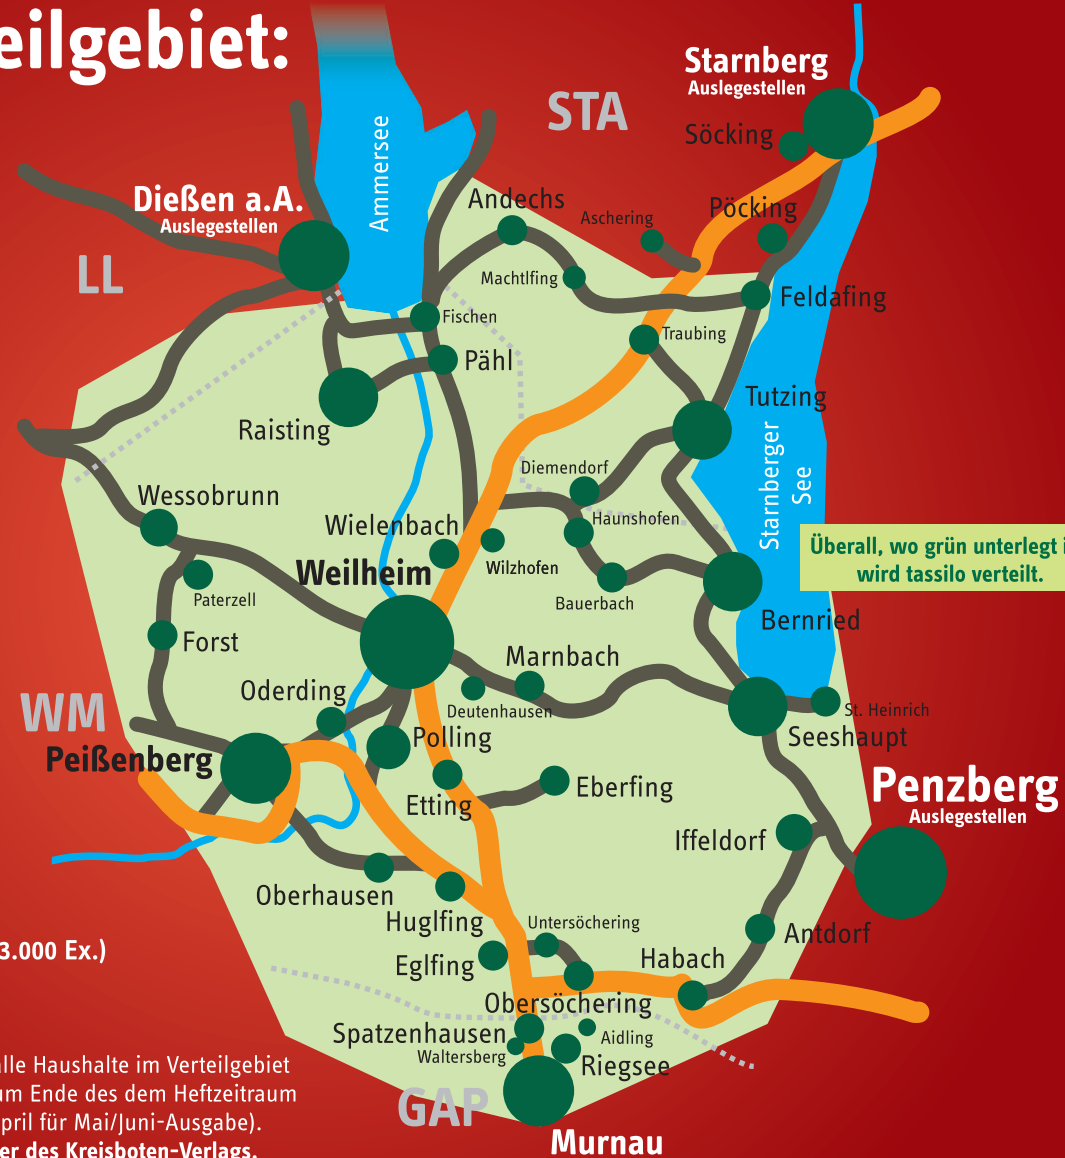 eilgebiet:
Starnberg
Auslegestellen
STA
Söcking
Ammersee
Dießen a.A.
Auslegestellen
Andechs
Aschering
Pöcking
LL
Machtlfing
Feldafing
Fischen
Traubing
Pähl
Tutzing
Raisting
Starnberger
See
Diemendorf
Wessobrunn
Haunshofen
Wielenbach
Überall, wo grün unterlegt i
wird tassilo verteilt.
Weilheim
Wilzhofen
Paterzell
Bauerbach
Bernried
Forst
Marnbach
Oderding
WM
Deutenhausen
St. Heinrich
Polling
Seeshaupt
Peißenberg
Penzberg
Auslegestellen
Etting
Eberfing
Iffeldorf
Oberhausen
Huglfing
Untersöchering
Antdorf
3.000 Ex.)
Eglfing
Habach
Obersöchering
Spatzenhausen
Aidling
Waltersberg
Riegsee
alle Haushalte im Verteilgebiet
um Ende des dem Heftzeitraum
pril für Mai/Juni-Ausgabe).
er des Kreisboten-Verlags.
GAP
Murnau